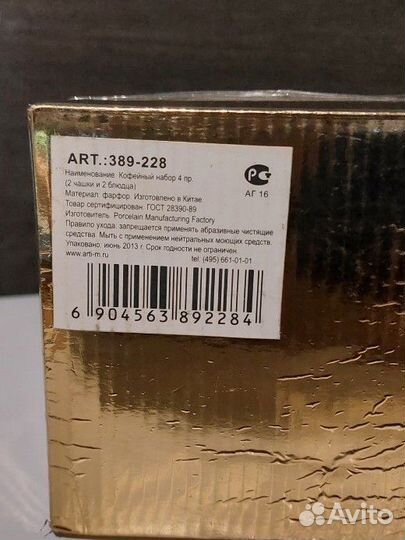 ART.:389-228
Наименование: Кофейный набор 4 пр.
(2 чашки и 2 блюдца)
Материал: фарфор. Изготовлено в Китае
Товар сертифицирован: ГОСТ 28390-89
Изготовитель: Porcelain Manufacturing Factory
Правило ухода: запрещается применять абразивные чистящие
средства. Мыть с применением нейтральных моющих средств.
Упаковано: июнь 2013 г. Срок годности не ограничен
www.arti-m.ru тел. (495) 661-01-01
РСТ
АГ 16
6 904563 892284
Avito